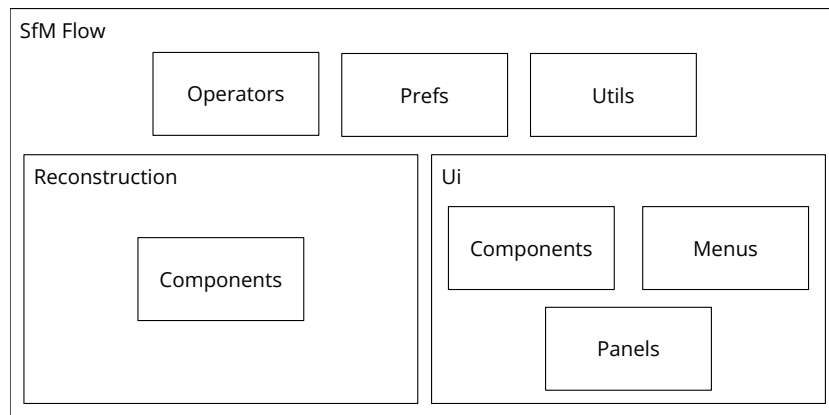 SfM Flow
Operators
Prefs
Utils
Reconstruction
Components
Ui
Components
Menus
Panels